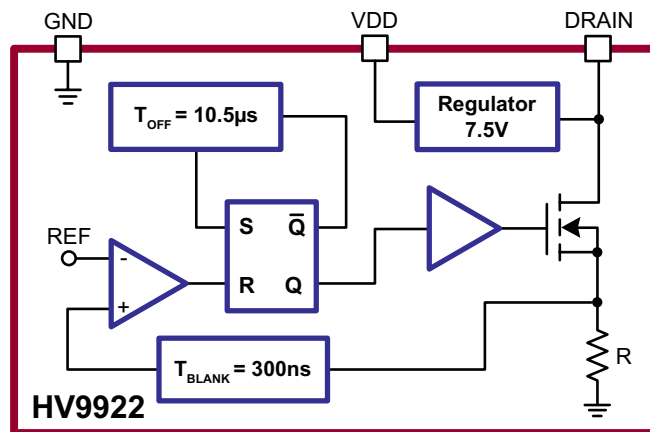 GND
VDD
DRAIN
T_OFF = 10.5µs
Regulator
7.5V
REF
-
+
S
Q̅
R
Q
T_BLANK = 300ns
R
HV9922